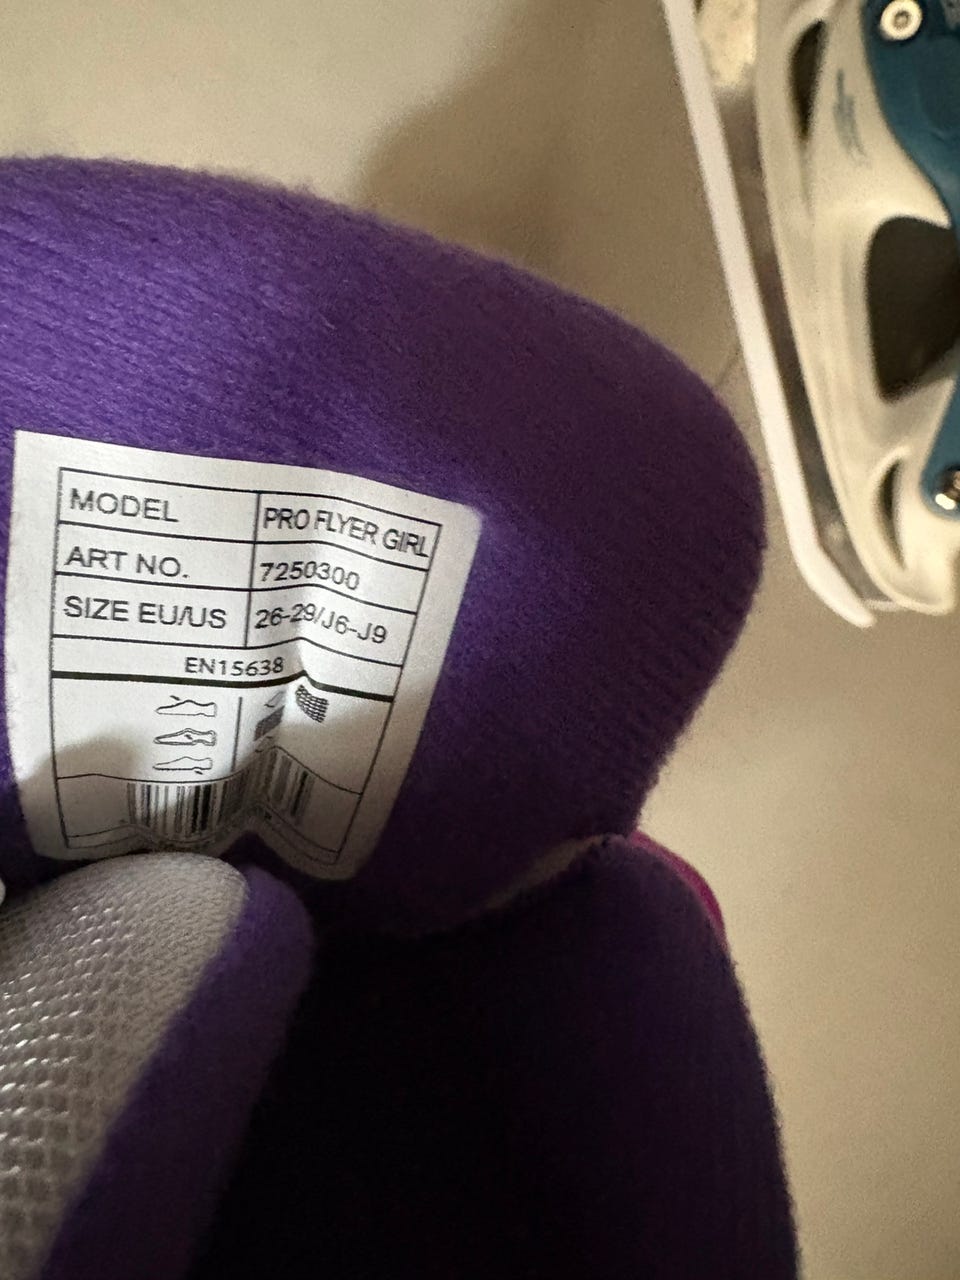 MODEL PRO FLYER GIRL
ART NO. 7250300
SIZE EU/US 26-29/J6-J9
EN15638